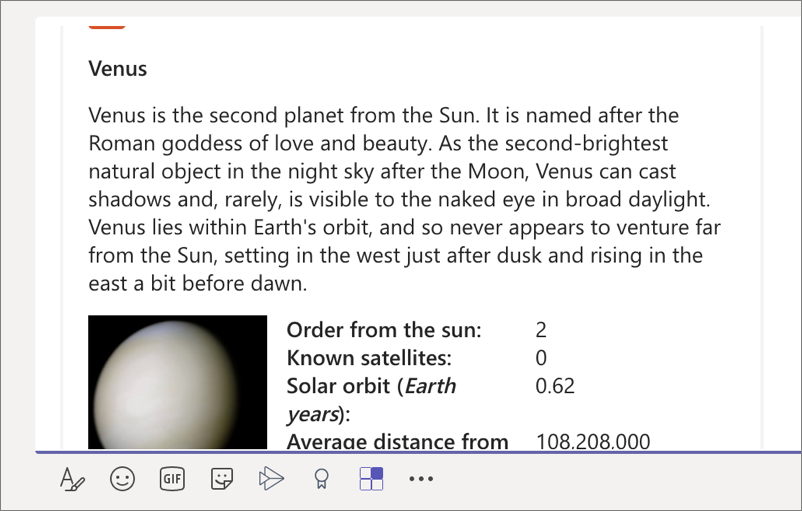 Venus
Venus is the second planet from the Sun. It is named after the
Roman goddess of love and beauty. As the second-brightest
natural object in the night sky after the Moon, Venus can cast
shadows and, rarely, is visible to the naked eye in broad daylight.
Venus lies within Earth's orbit, and so never appears to venture far
from the Sun, setting in the west just after dusk and rising in the
east a bit before dawn.
Order from the sun: 2
Known satellites: 0
Solar orbit (Earth 0.62
years):
Average distance from 108,208,000
GIF